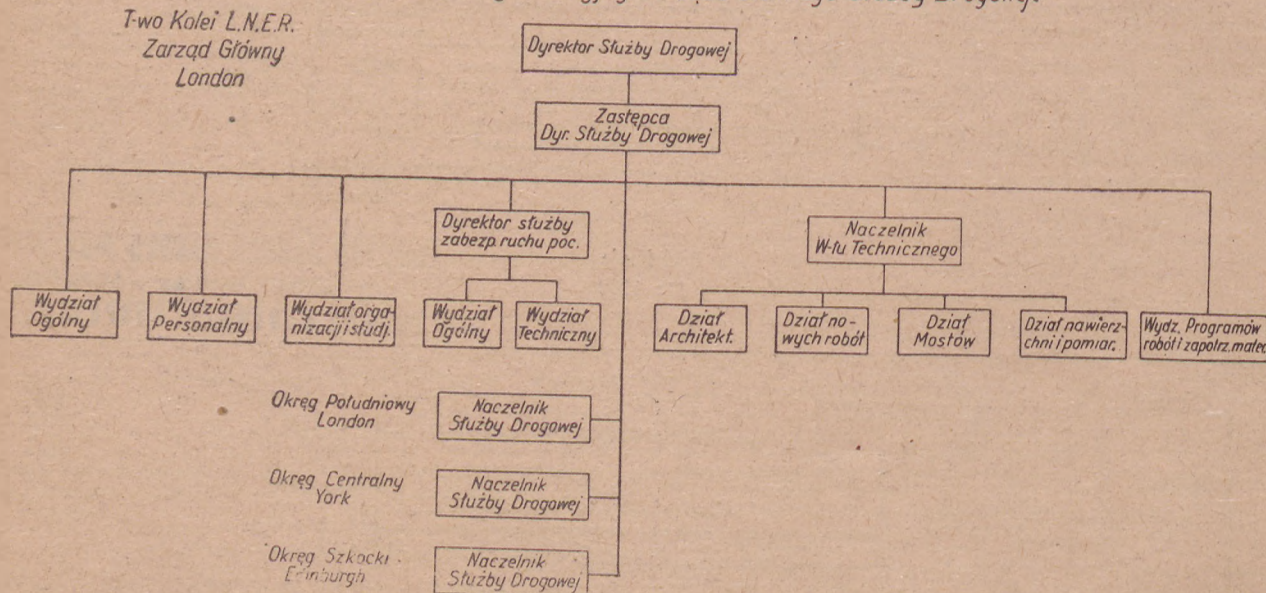 Służby Drogowej
T-wo Kolei L.N.E.R.
Zarząd Główny
London
Dyrektor Służby Drogowej
Zastępca
Dyr. Służby Drogowej
Dyrektor służby
zabezp. ruchu poc.
Naczelnik
W-łu Technicznego
Wydział
Ogólny
Wydział
Personalny
Wydział orga-
nizacji i studj.
Wydział
Ogólny
Wydział
Techniczny
Dział
Architekt.
Dział no-
wych robót
Dział
Mostów
Dział nawierz-
chni i pomiar.
Wydz. Programów
robót i zapotrz. mater
Okręg Południowy
London
Naczelnik
Służby Drogowej
Okręg Centralny
York
Naczelnik
Służby Drogowej
Okręg Szkocki
Edinburgh
Naczelnik
Służby Drogowej